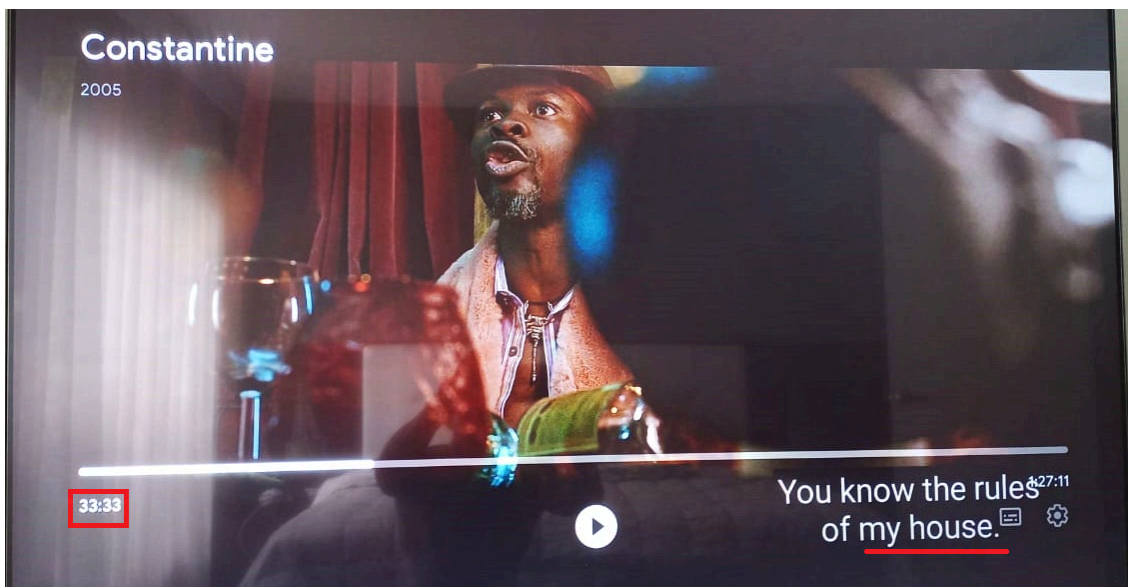 Constantine
2005
33:33
1:27:11
You know the rules
of my house.